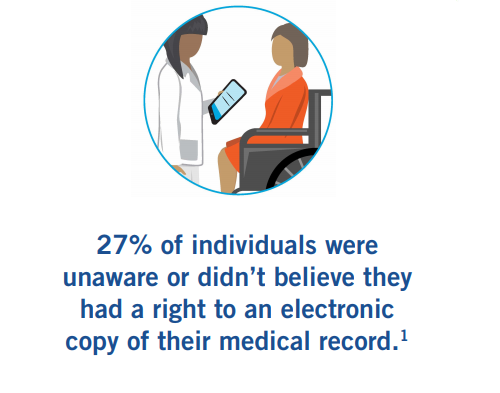 27% of individuals were
unaware or didn’t believe they
had a right to an electronic
copy of their medical record.¹